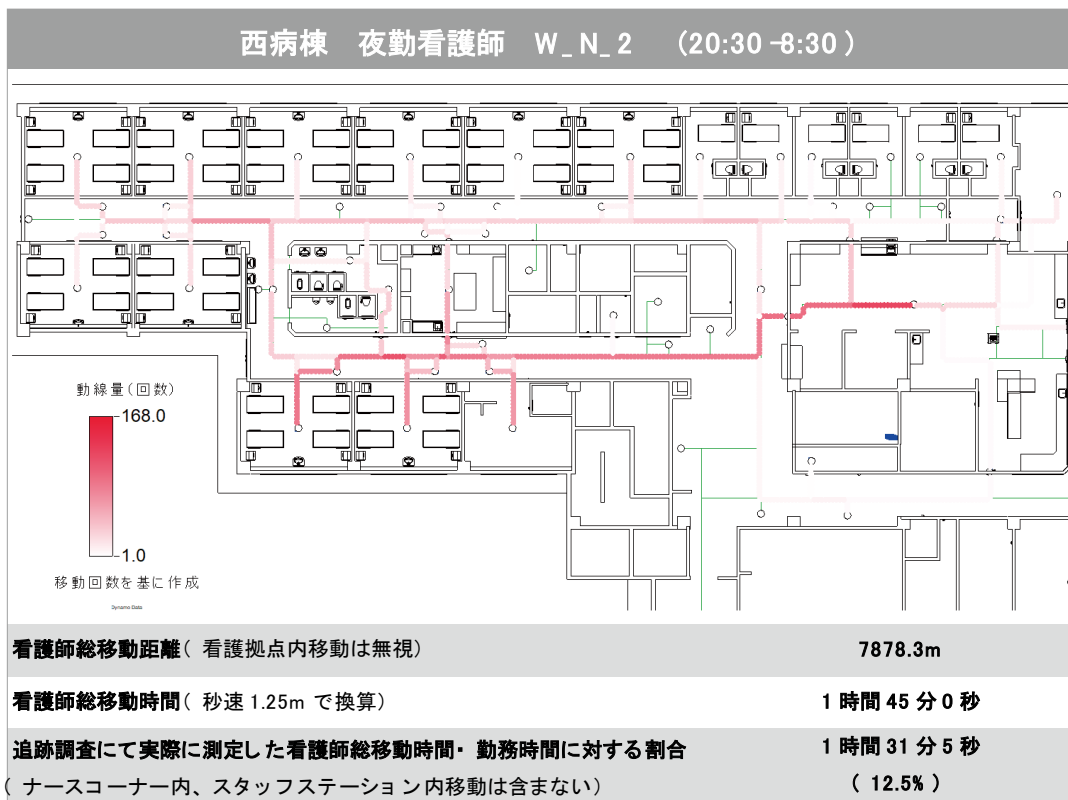 西病棟　夜勤看護師　W_N_2　（20:30-8:30）
動線量(回数)
168.0
1.0
移動回数を基に作成
Dynamo Data
看護師総移動距離( 看護拠点内移動は無視)
7878.3m
看護師総移動時間( 秒速 1.25m で換算)
1 時間 45 分 0 秒
追跡調査にて実際に測定した看護師総移動時間・ 勤務時間に対する割合
1 時間 31 分 5 秒
( ナースコーナー内、スタッフステーション内移動は含まない)
( 12.5% )